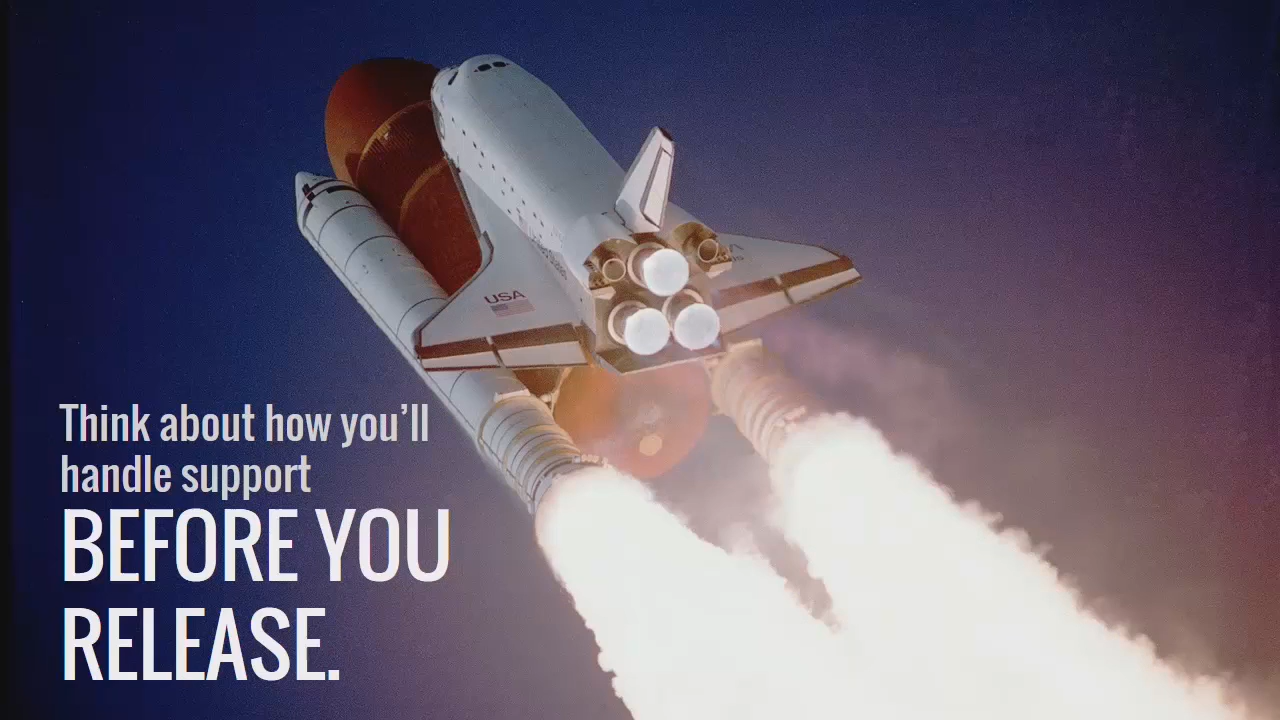 USA
Think about how you’ll
handle support
BEFORE YOU
RELEASE.